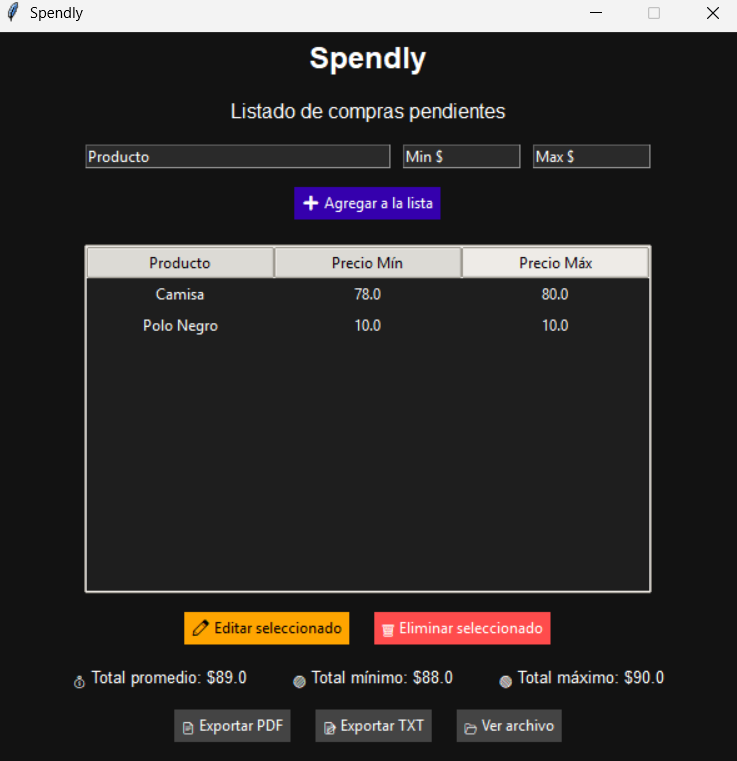 Spendly
Spendly
Listado de compras pendientes
Producto Min $ Max $
Agregar a la lista
Producto Precio Mín Precio Máx
Camisa 78.0 80.0
Polo Negro 10.0 10.0
Editar seleccionado Eliminar seleccionado
Total promedio: $89.0 Total mínimo: $88.0 Total máximo: $90.0
Exportar PDF Exportar TXT Ver archivo